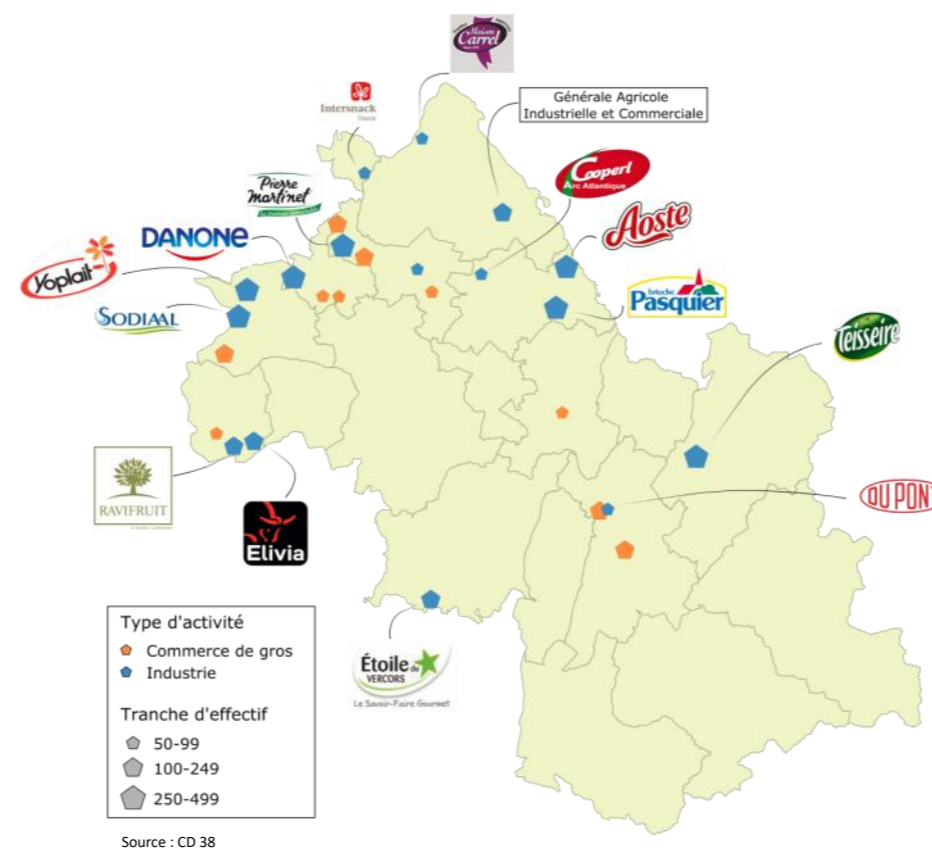 Maison
Carrel
Intersnack
France
Générale Agricole
Industrielle et Commerciale
Pierre
martinet
Cooperl
Arc Atlantique
Aoste
DANONE
Yoplait
brioche
Pasquier
SODIAAL
Teisseire
RAVIFRUIT
Elivia
DU PONT
Étoile du
VERCORS
Le Savoir-Faire Gourmet
Type d'activité
Commerce de gros
Industrie
Tranche d'effectif
50-99
100-249
250-499
Source : CD 38